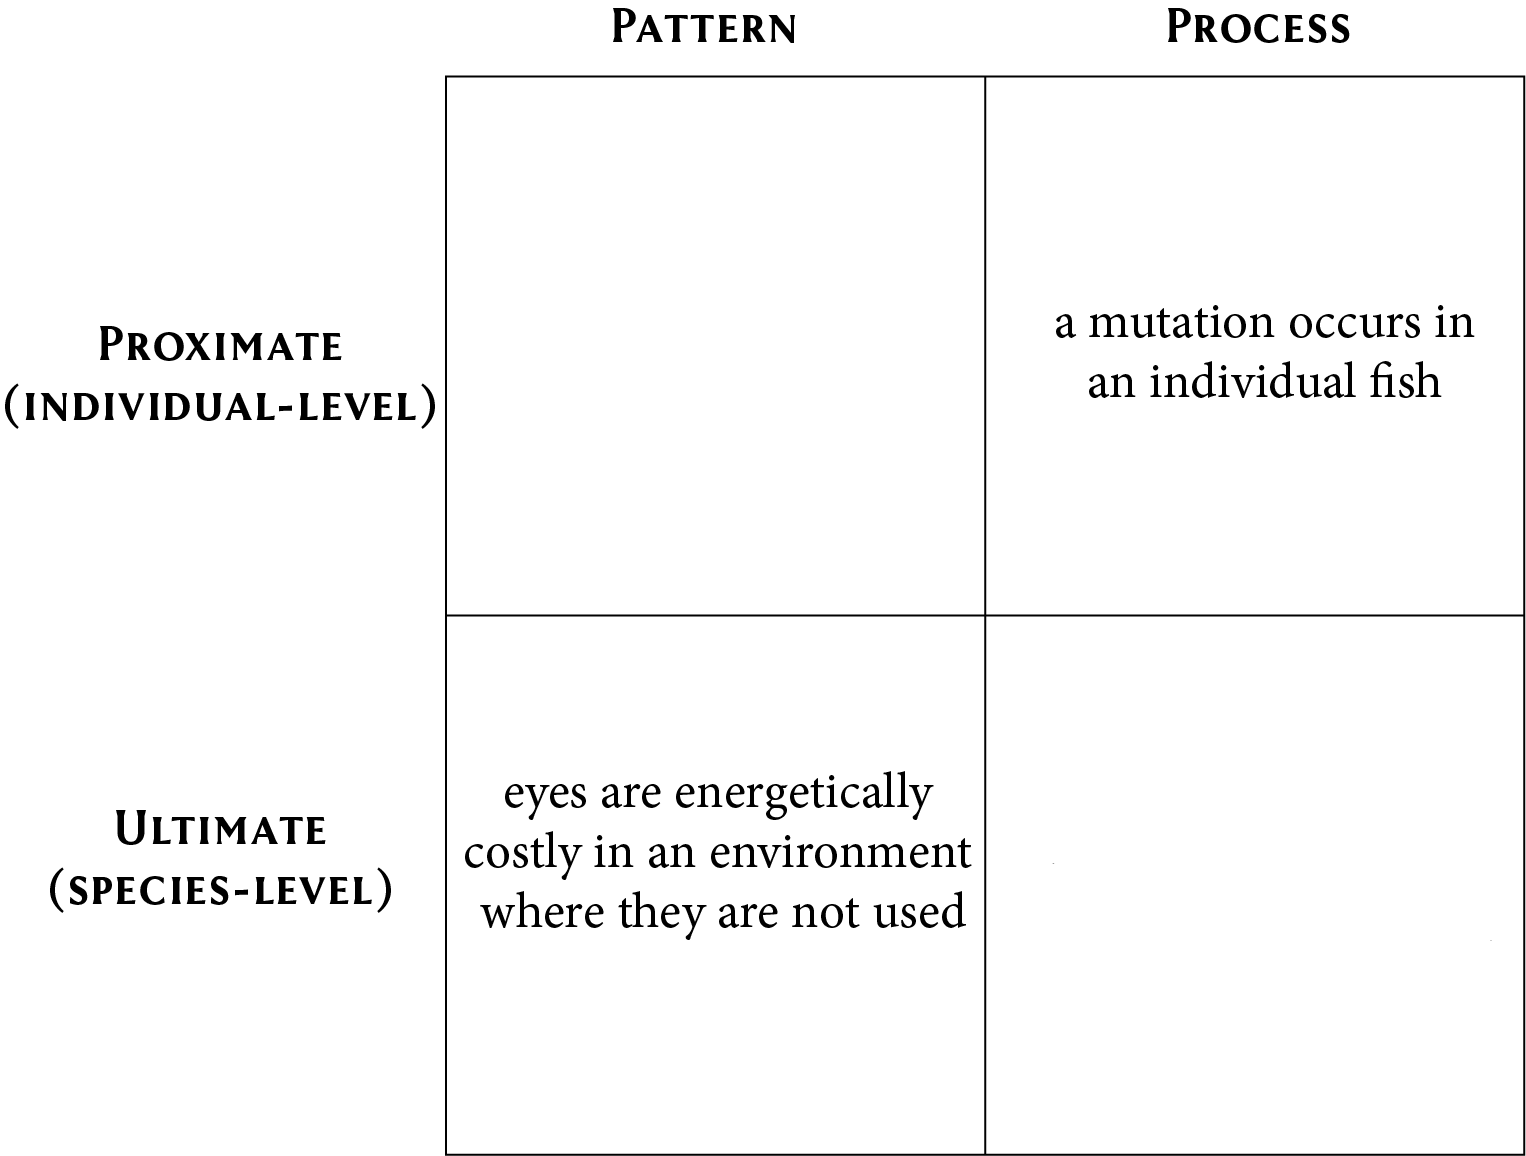 PATTERN PROCESS
PROXIMATE
(INDIVIDUAL-LEVEL)
a mutation occurs in
an individual fish
ULTIMATE
(SPECIES-LEVEL)
eyes are energetically
costly in an environment
where they are not used